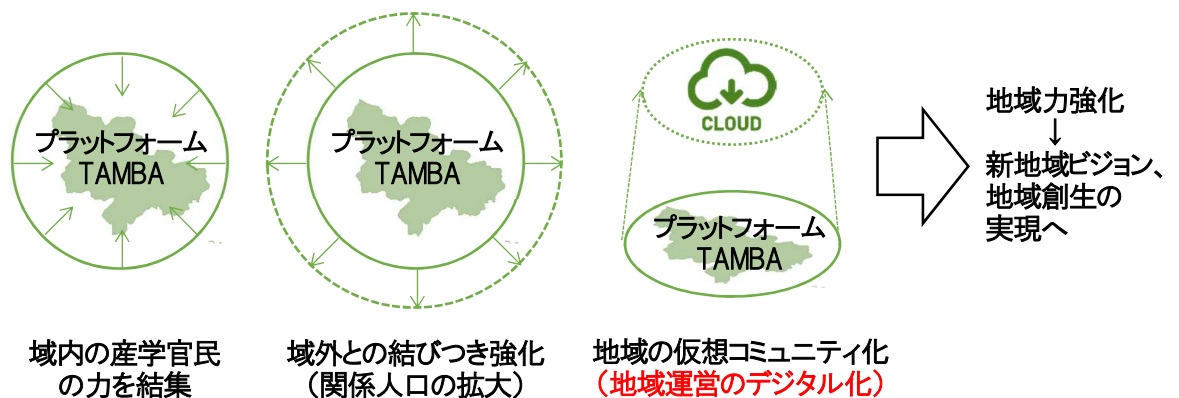 プラットフォーム
TAMBA
域内の産学官民
の力を結集
プラットフォーム
TAMBA
域外との結びつき強化
（関係人口の拡大）
CLOUD
プラットフォーム
TAMBA
地域の仮想コミュニティ化
（地域運営のデジタル化）
地域力強化
↓
新地域ビジョン、
地域創生の
実現へ